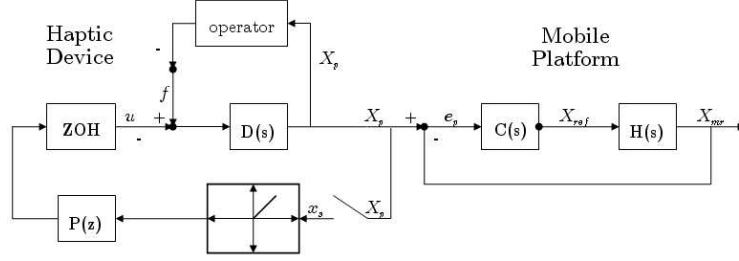 Haptic
Device
operator
Mobile
Platform
-
X_p
f
ZOH
u
+
-
D(s)
X_p
+
-
e_p
C(s)
X_ref
H(s)
X_mr
P(z)
x_s
X_p